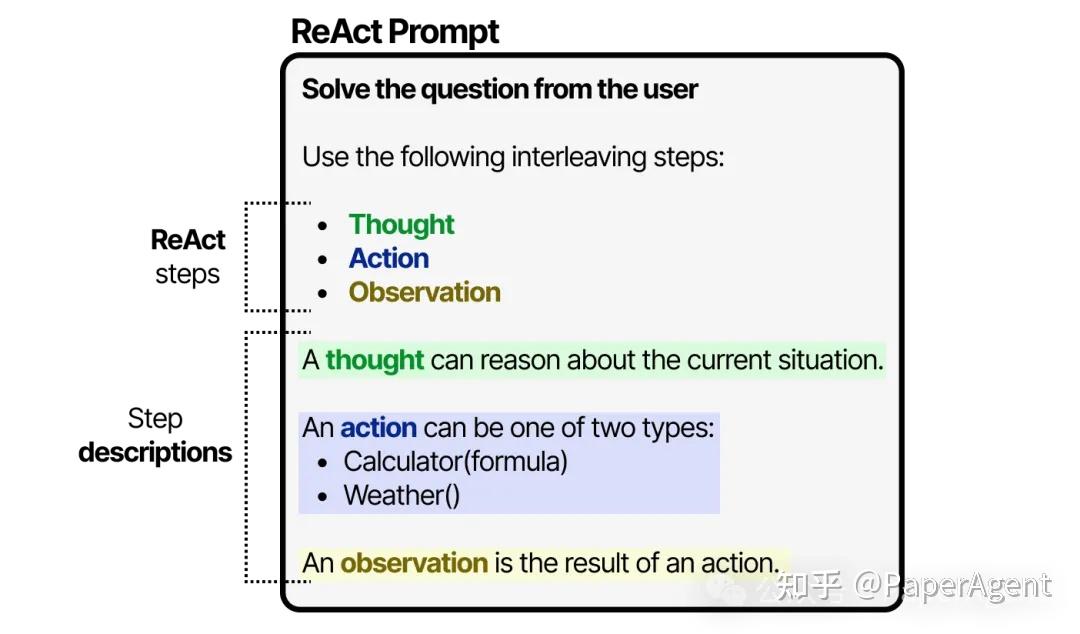 ReAct Prompt
Solve the question from the user
Use the following interleaving steps:
ReAct
steps
• Thought
• Action
• Observation
Step
descriptions
A thought can reason about the current situation.
An action can be one of two types:
• Calculator(formula)
• Weather()
An observation is the result of an action.
知乎 @PaperAgent